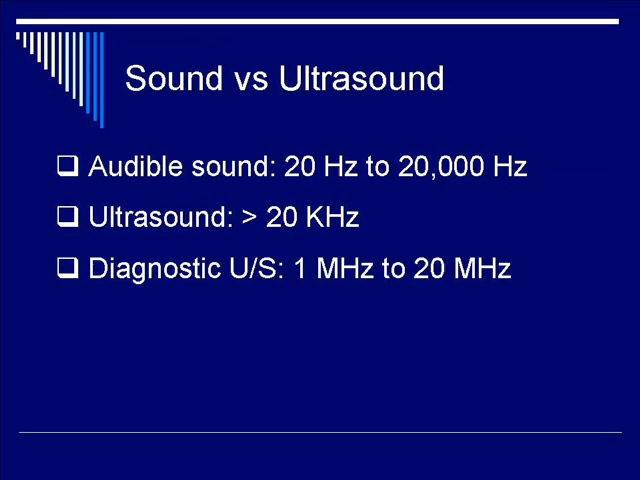 Sound vs Ultrasound
Audible sound: 20 Hz to 20,000 Hz
Ultrasound: > 20 KHz
Diagnostic U/S: 1 MHz to 20 MHz